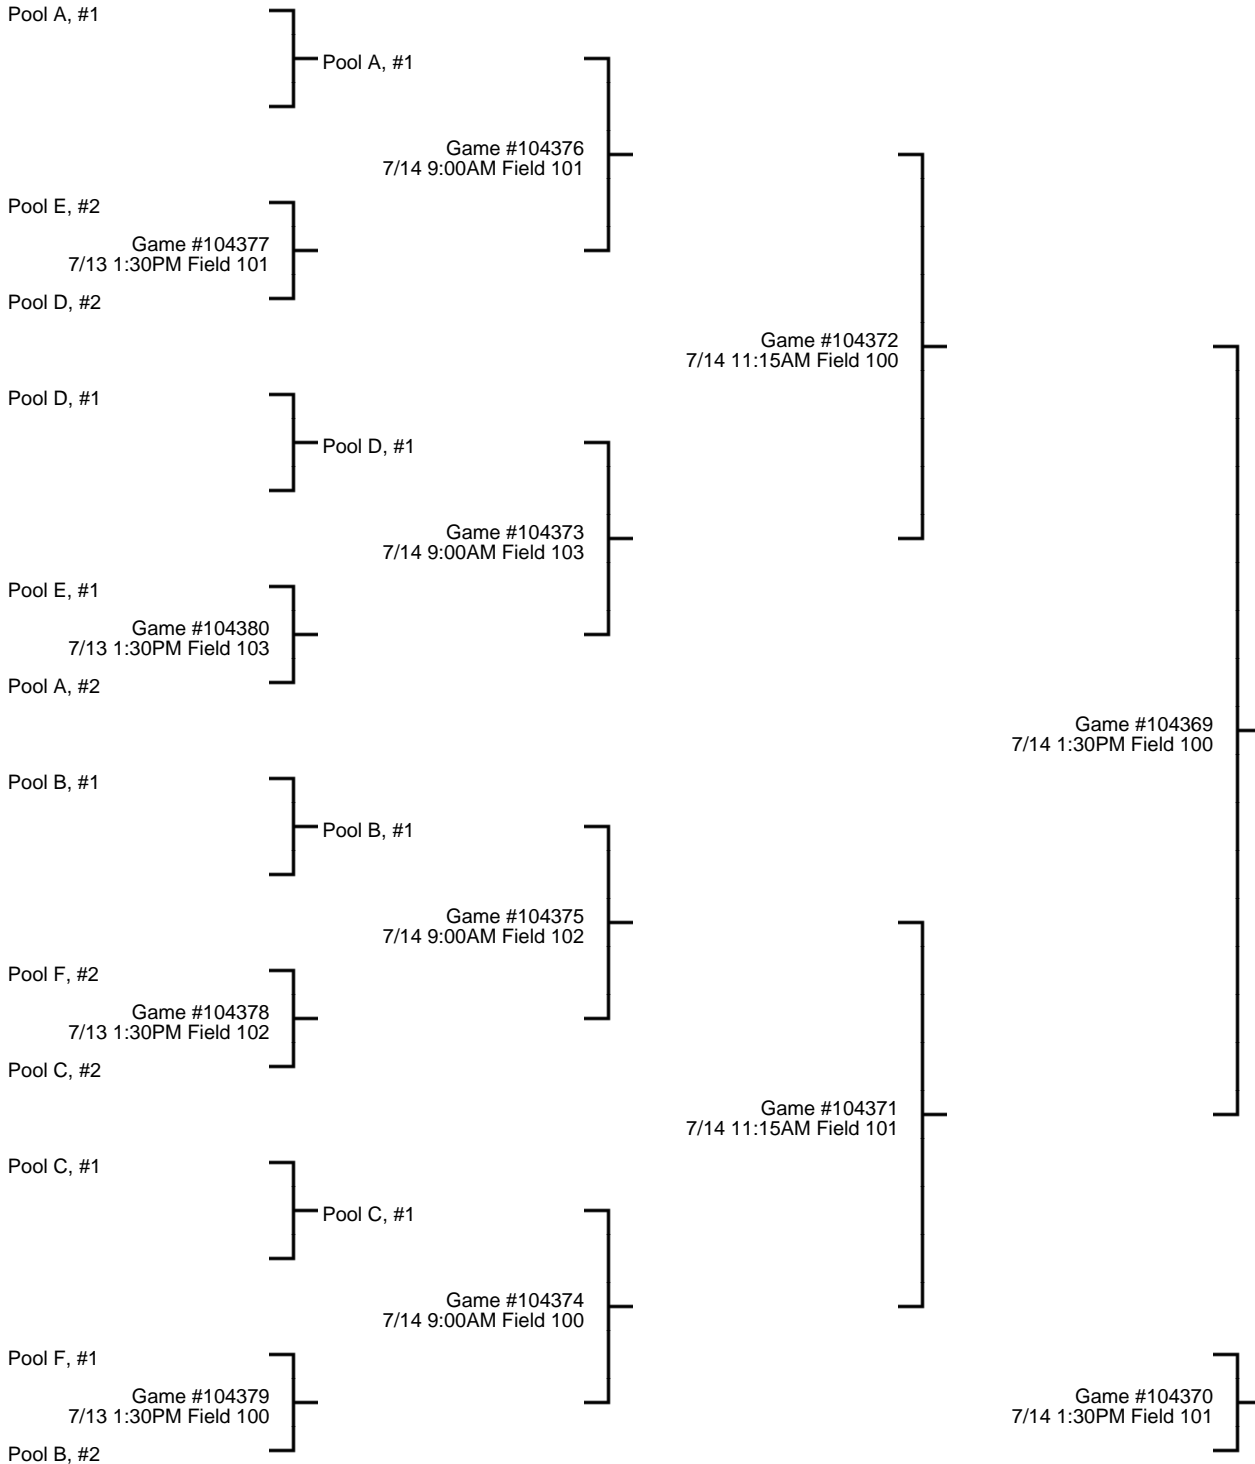 Pool A, #1
Pool A, #1
Game #104376
7/14 9:00AM Field 101
Pool E, #2
Game #104377
7/13 1:30PM Field 101
Pool D, #2
Game #104372
7/14 11:15AM Field 100
Pool D, #1
Pool D, #1
Game #104373
7/14 9:00AM Field 103
Pool E, #1
Game #104380
7/13 1:30PM Field 103
Pool A, #2
Game #104369
7/14 1:30PM Field 100
Pool B, #1
Pool B, #1
Game #104375
7/14 9:00AM Field 102
Pool F, #2
Game #104378
7/13 1:30PM Field 102
Pool C, #2
Game #104371
7/14 11:15AM Field 101
Pool C, #1
Pool C, #1
Game #104374
7/14 9:00AM Field 100
Pool F, #1
Game #104379
7/13 1:30PM Field 100
Pool B, #2
Game #104370
7/14 1:30PM Field 101